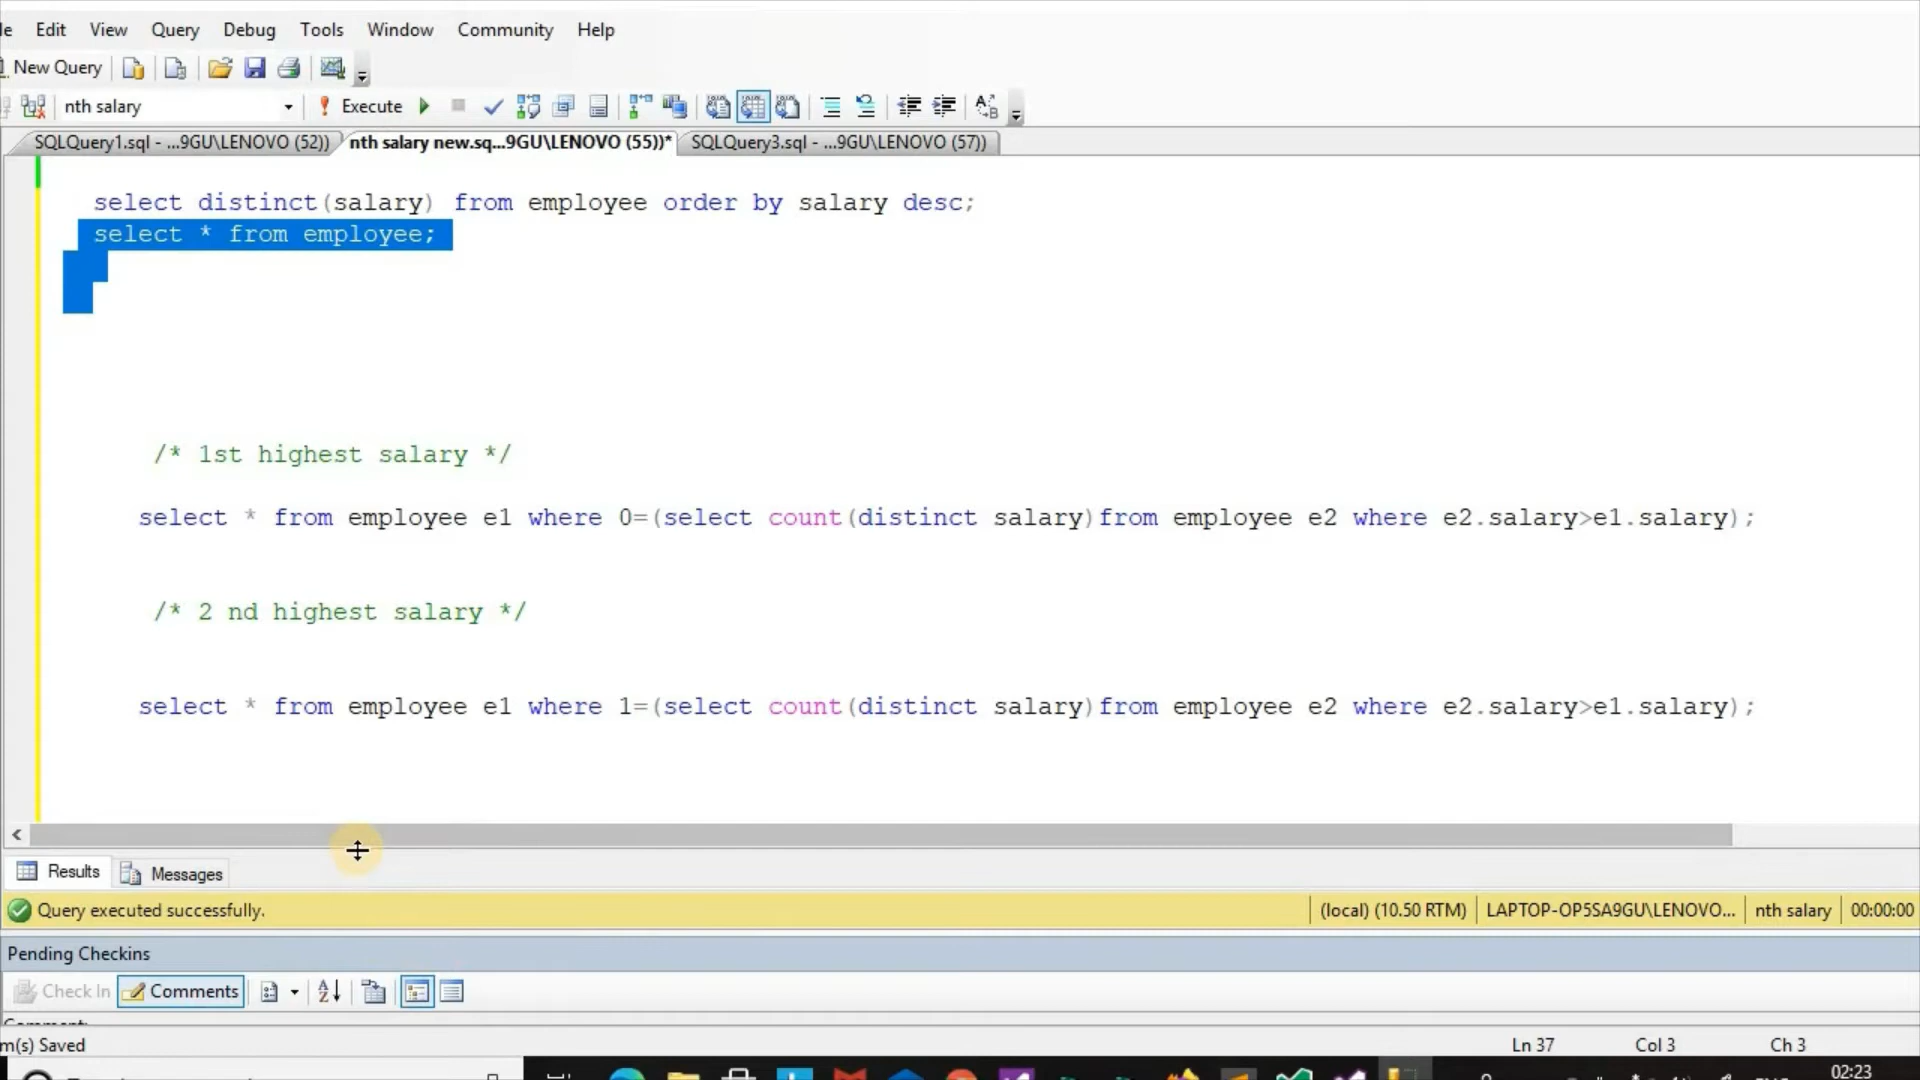 le Edit View Query Debug Tools Window Community Help
New Query
nth salary Execute
SQLQuery1.sql - ...9GU\LENOVO (52)) nth salary new.sq...9GU\LENOVO (55))* SQLQuery3.sql - ...9GU\LENOVO (57))
select distinct(salary) from employee order by salary desc;
select * from employee;
/* 1st highest salary */
select * from employee e1 where 0=(select count(distinct salary)from employee e2 where e2.salary>e1.salary);
/* 2 nd highest salary */
select * from employee e1 where 1=(select count(distinct salary)from employee e2 where e2.salary>e1.salary);
Results Messages
Query executed successfully. (local) (10.50 RTM) LAPTOP-OP5SA9GU\LENOVO... nth salary 00:00:00
Pending Checkins
Check In Comments
m(s) Saved Ln 37 Col 3 Ch 3
02:23